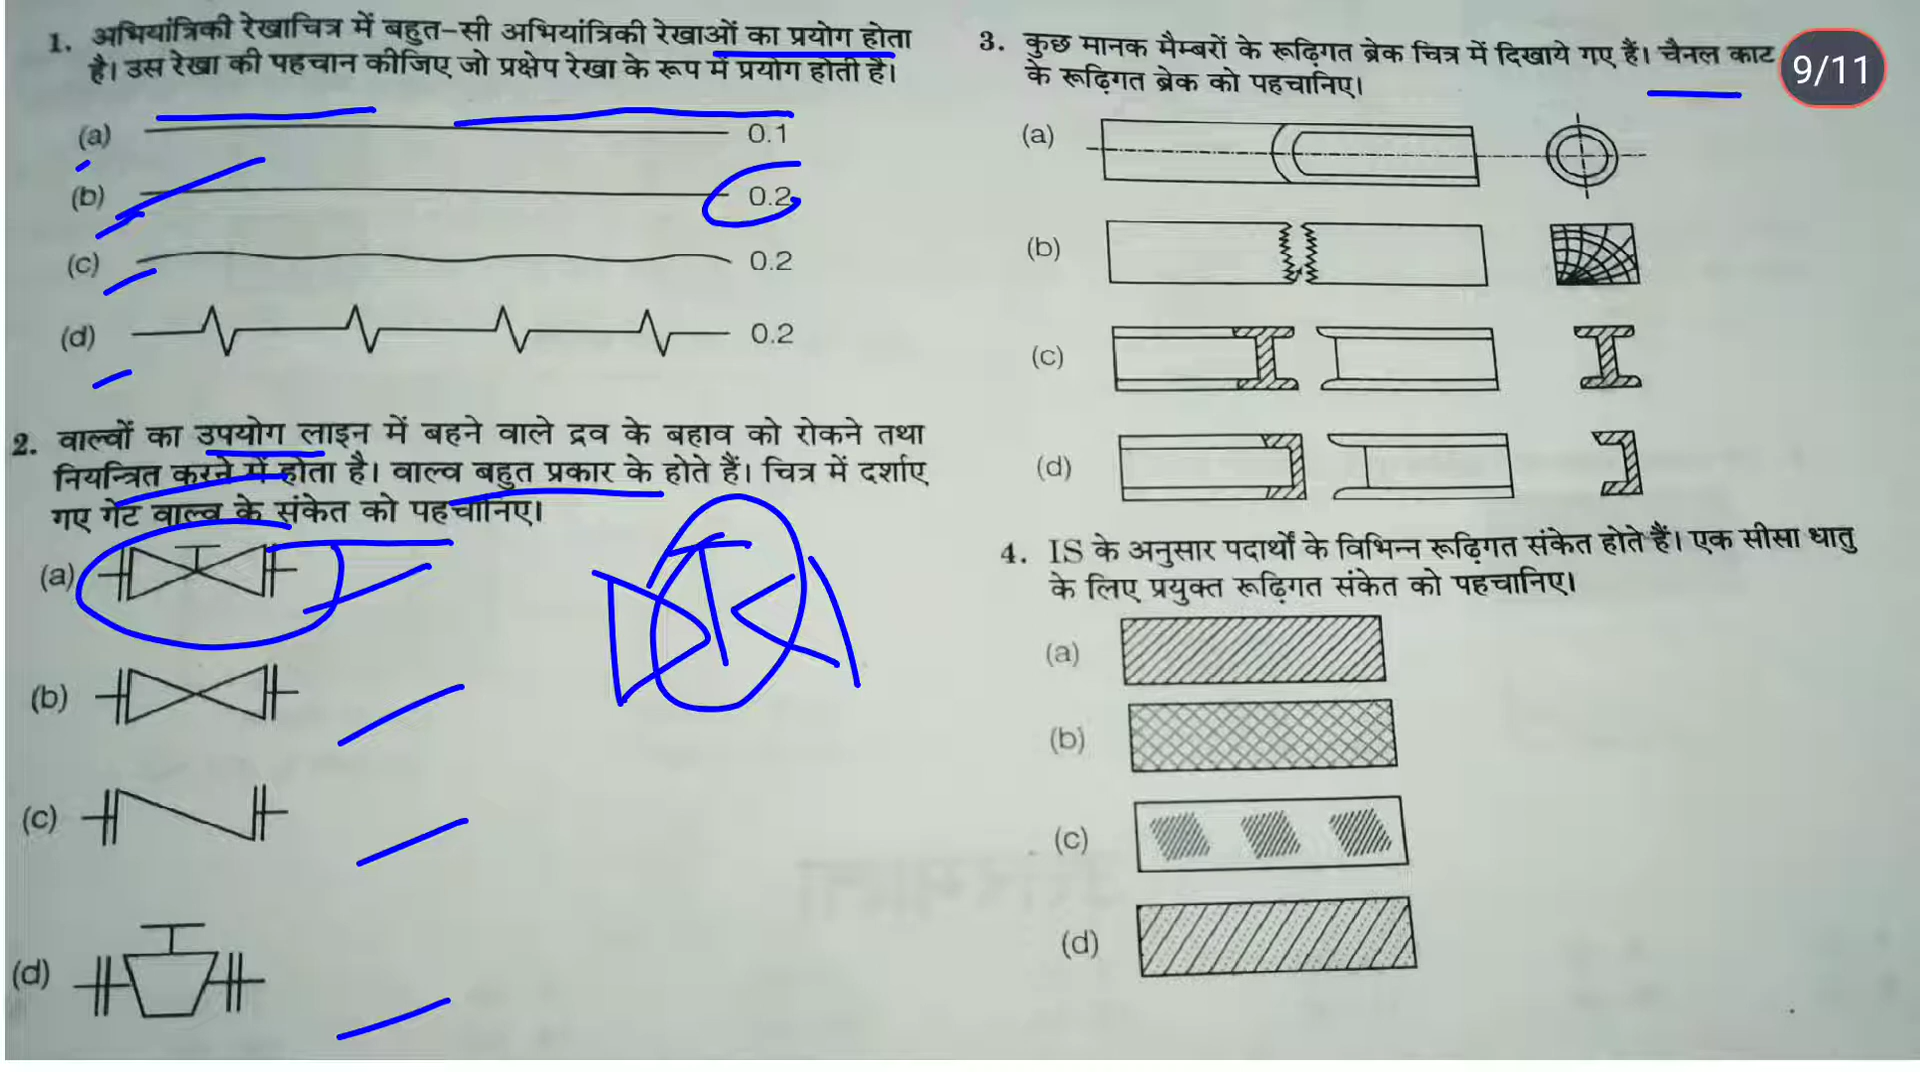 1. अभियांत्रिकी रेखाचित्र में बहुत-सी अभियांत्रिकी रेखाओं का प्रयोग होता
है। उस रेखा की पहचान कीजिए जो प्रक्षेप रेखा के रूप में प्रयोग होती है।
(a) 0.1
(b) 0.2
(c) 0.2
(d) 0.2
2. वाल्वों का उपयोग लाइन में बहने वाले द्रव के बहाव को रोकने तथा
नियन्त्रित करने में होता है। वाल्व बहुत प्रकार के होते हैं। चित्र में दर्शाए
गए गेट वाल्व के संकेत को पहचानिए।
(a)
(b)
(c)
(d)
3. कुछ मानक मैम्बरों के रूढ़िगत ब्रेक चित्र में दिखाये गए हैं। चैनल काट
के रूढ़िगत ब्रेक को पहचानिए।
(a)
(b)
(c)
(d)
4. IS के अनुसार पदार्थों के विभिन्न रूढ़िगत संकेत होते हैं। एक सीसा धातु
के लिए प्रयुक्त रूढ़िगत संकेत को पहचानिए।
(a)
(b)
(c)
(d)
9/11